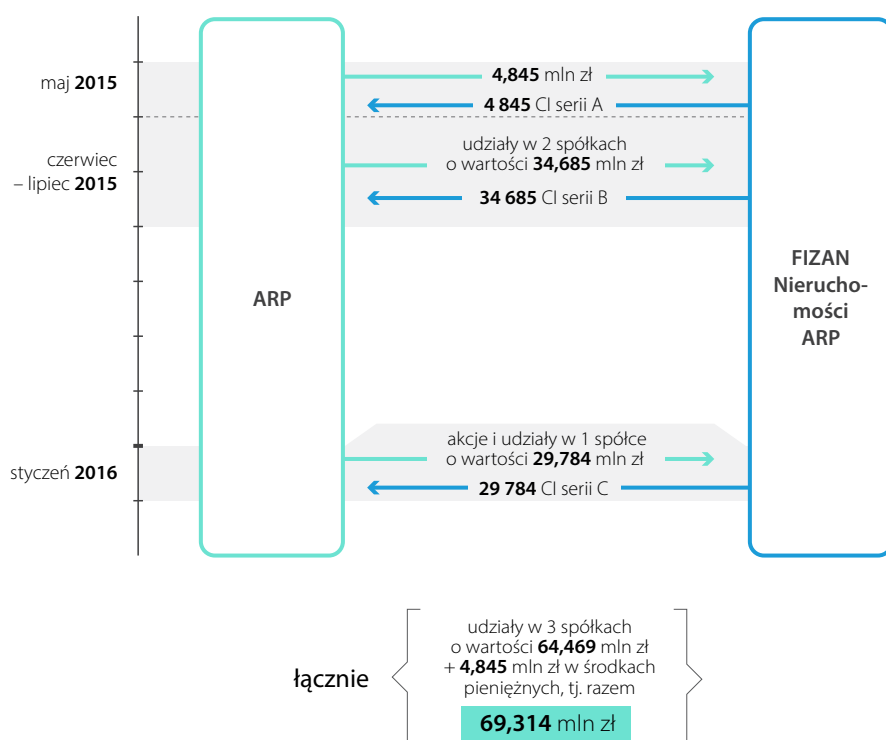 maj 2015
4,845 mln zł
4 845 CI serii A
czerwiec
– lipiec 2015
udziały w 2 spółkach
o wartości 34,685 mln zł
34 685 CI serii B
ARP
FIZAN
Nierucho-
mości
ARP
styczeń 2016
akcje i udziały w 1 spółce
o wartości 29,784 mln zł
29 784 CI serii C
łącznie
udziały w 3 spółkach
o wartości 64,469 mln zł
+ 4,845 mln zł w środkach
pieniężnych, tj. razem
69,314 mln zł